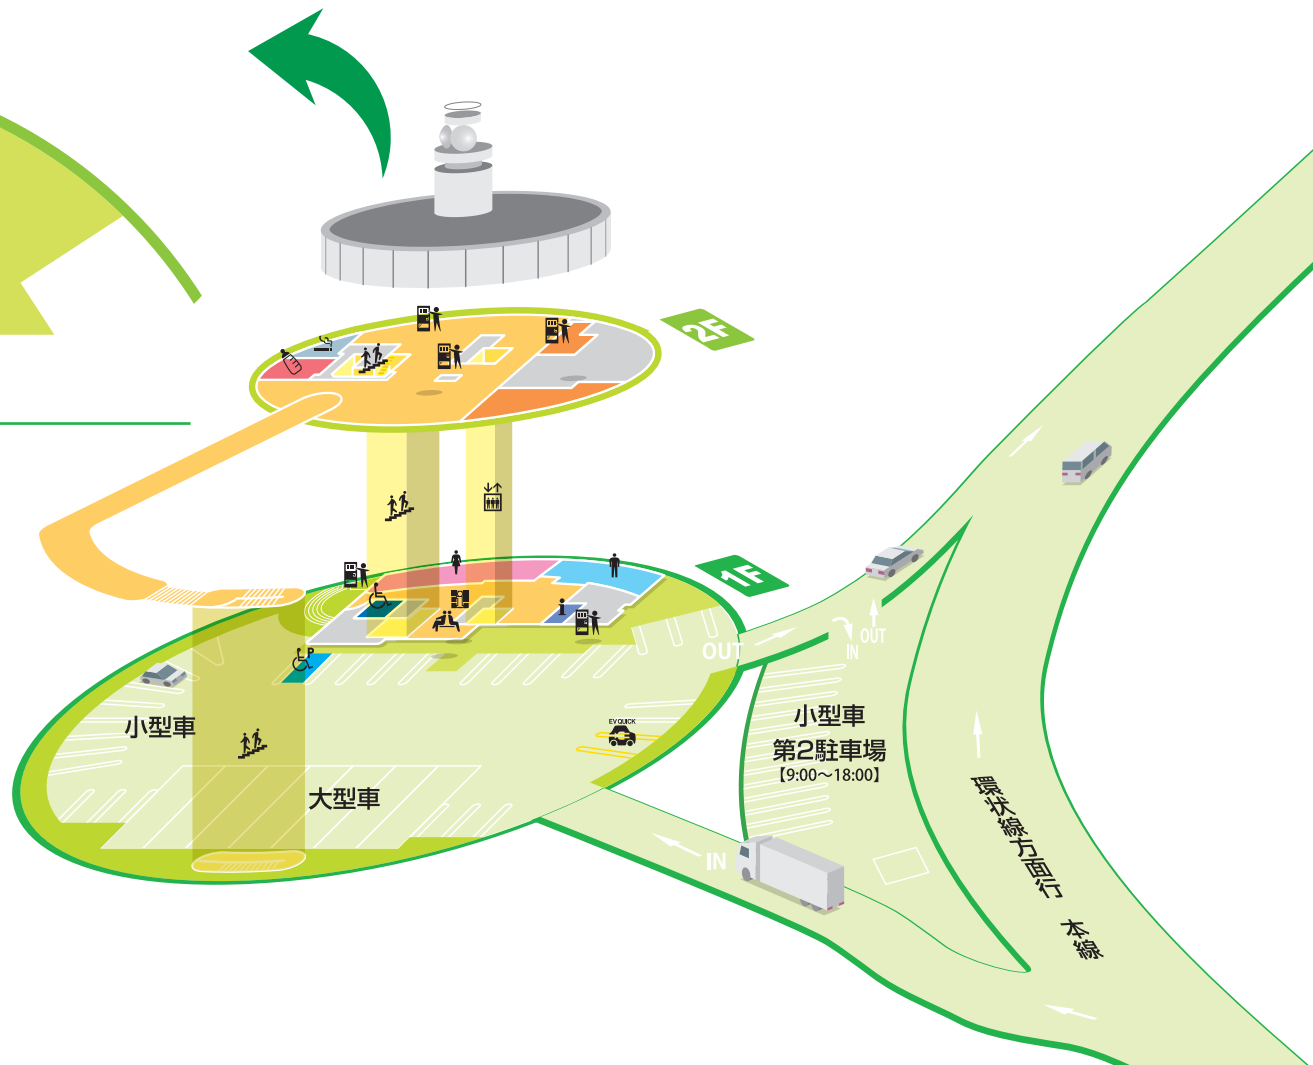 2F
1F
P
OUT
IN
OUT
小型車
小型車
第2駐車場
【9:00～18:00】
EV QUICK
大型車
IN
環状線方面行 本線